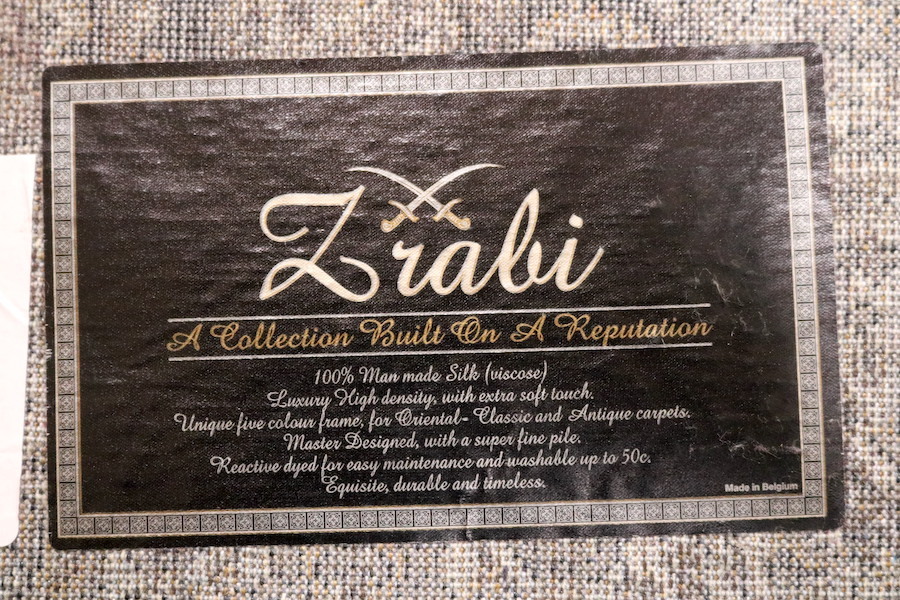 Zrabi
A Collection Built On A Reputation
100% Man made Silk (viscose)
Luxury High density, with extra soft touch.
Unique five colour frame, for Oriental- Classic and Antique carpets.
Master Designed, with a super fine pile.
Reactive dyed for easy maintenance and washable up to 50c.
Equisite, durable and timeless.
Made in Belgium